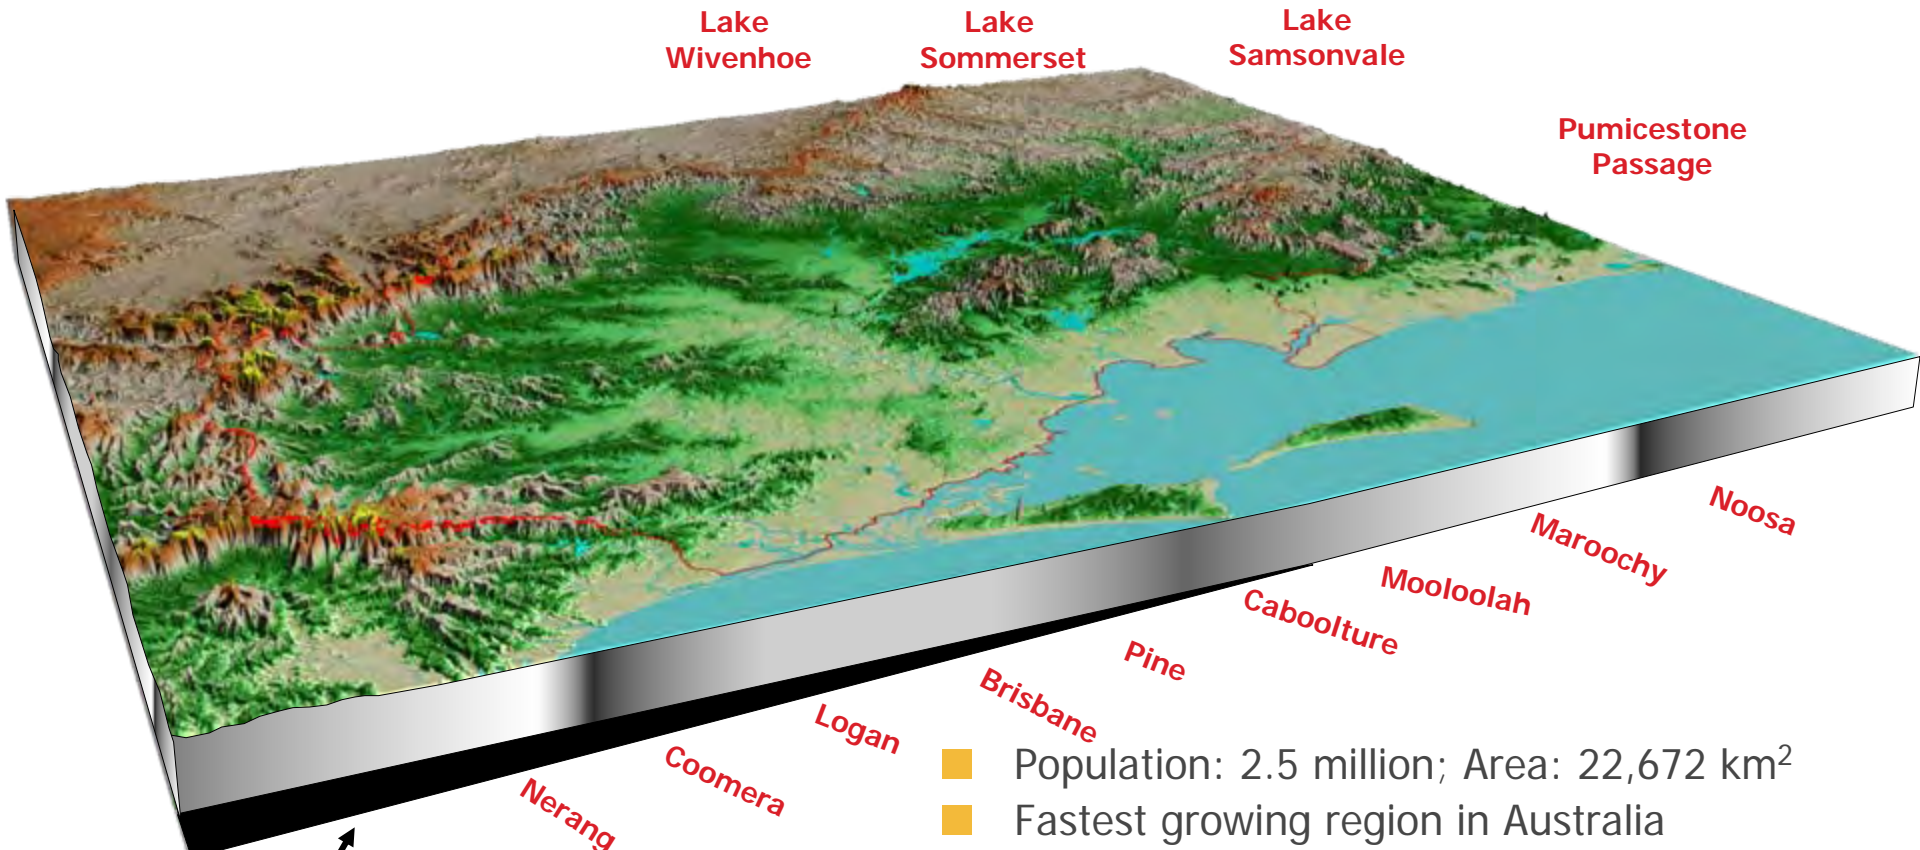 Lake
Wivenhoe
Lake
Sommerset
Lake
Samsonvale
Pumicestone
Passage
Noosa
Maroochy
Mooloolah
Caboolture
Pine
Brisbane
Logan
Coomera
Nerang
Population: 2.5 million; Area: 22,672 km²
Fastest growing region in Australia